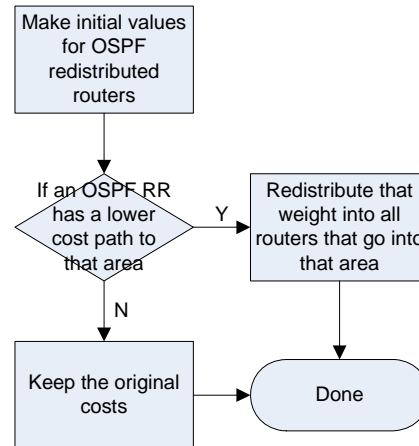 Make initial values
for OSPF
redistributed
routers
If an OSPF RR
has a lower
cost path to
that area
Y
Redistribute that
weight into all
routers that go into
that area
N
Keep the original
costs
Done